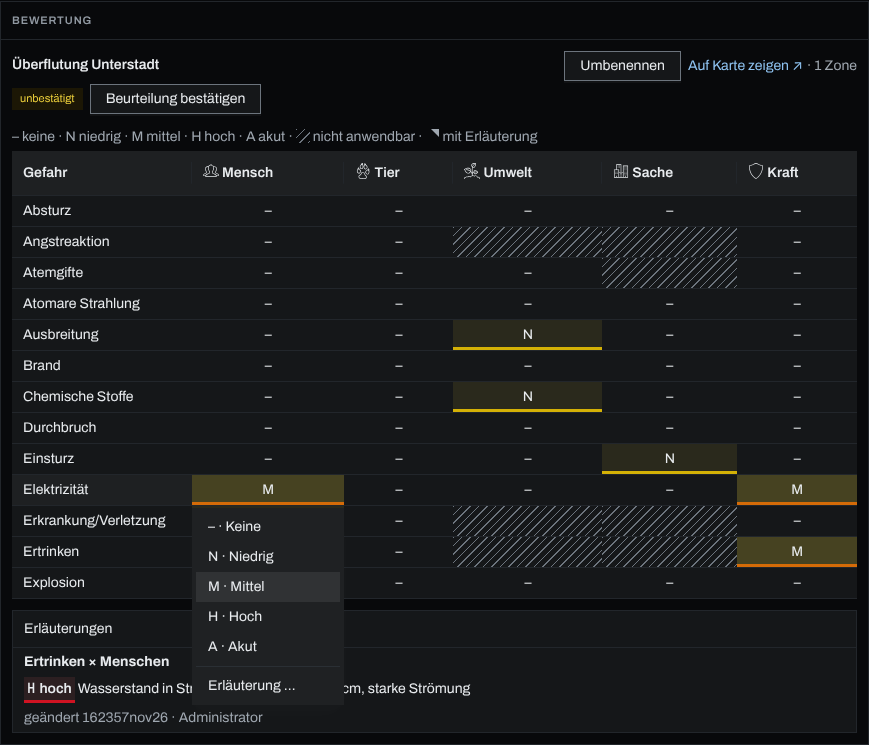 BEWERTUNG
Überflutung Unterstadt
Umbenennen Auf Karte zeigen ↗ · 1 Zone
unbestätigt Beurteilung bestätigen
– keine · N niedrig · M mittel · H hoch · A akut · nicht anwendbar · mit Erläuterung
Gefahr Mensch Tier Umwelt Sache Kraft
Absturz – – – – –
Angstreaktion – – –
Atemgifte – – – –
Atomare Strahlung – – – – –
Ausbreitung – – N – –
Brand – – – – –
Chemische Stoffe – – N – –
Durchbruch – – – – –
Einsturz – – – N –
Elektrizität M – – – M
Erkrankung/Verletzung – –
Ertrinken – M
Explosion – – – –
– · Keine
N · Niedrig
M · Mittel
H · Hoch
A · Akut
Erläuterung ...
Erläuterungen
Ertrinken × Menschen
H hoch Wasserstand in cm, starke Strömung
geändert 162357nov26 · Administrator